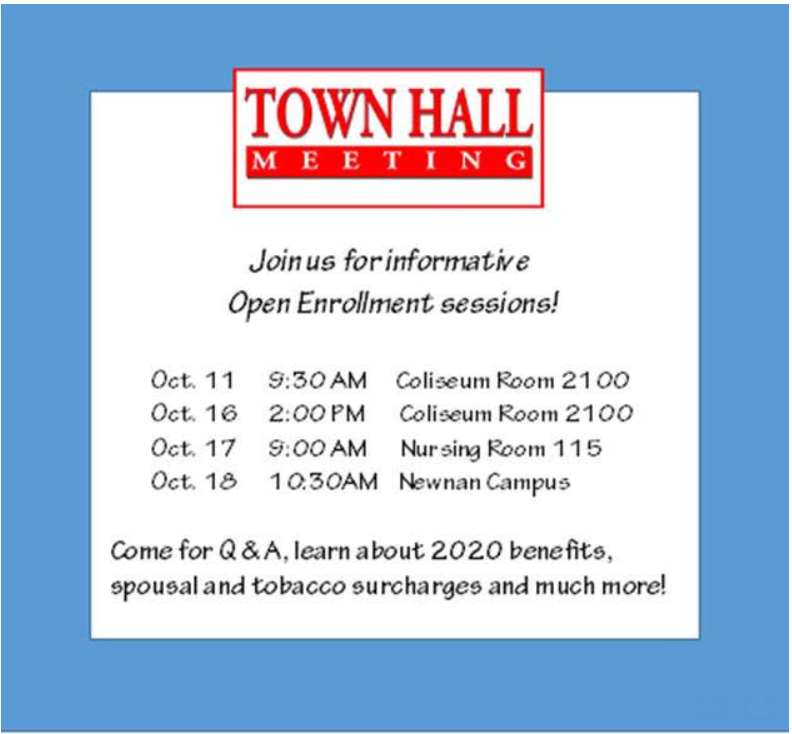 TOWN HALL
MEETING
Join us for informative
Open Enrollment sessions!
Oct. 11 9:30 AM Coliseum Room 2100
Oct. 16 2:00 PM Coliseum Room 2100
Oct. 17 9:00 AM Nursing Room 115
Oct. 18 10:30AM Newnan Campus
Come for Q & A, learn about 2020 benefits,
spousal and tobacco surcharges and much more!